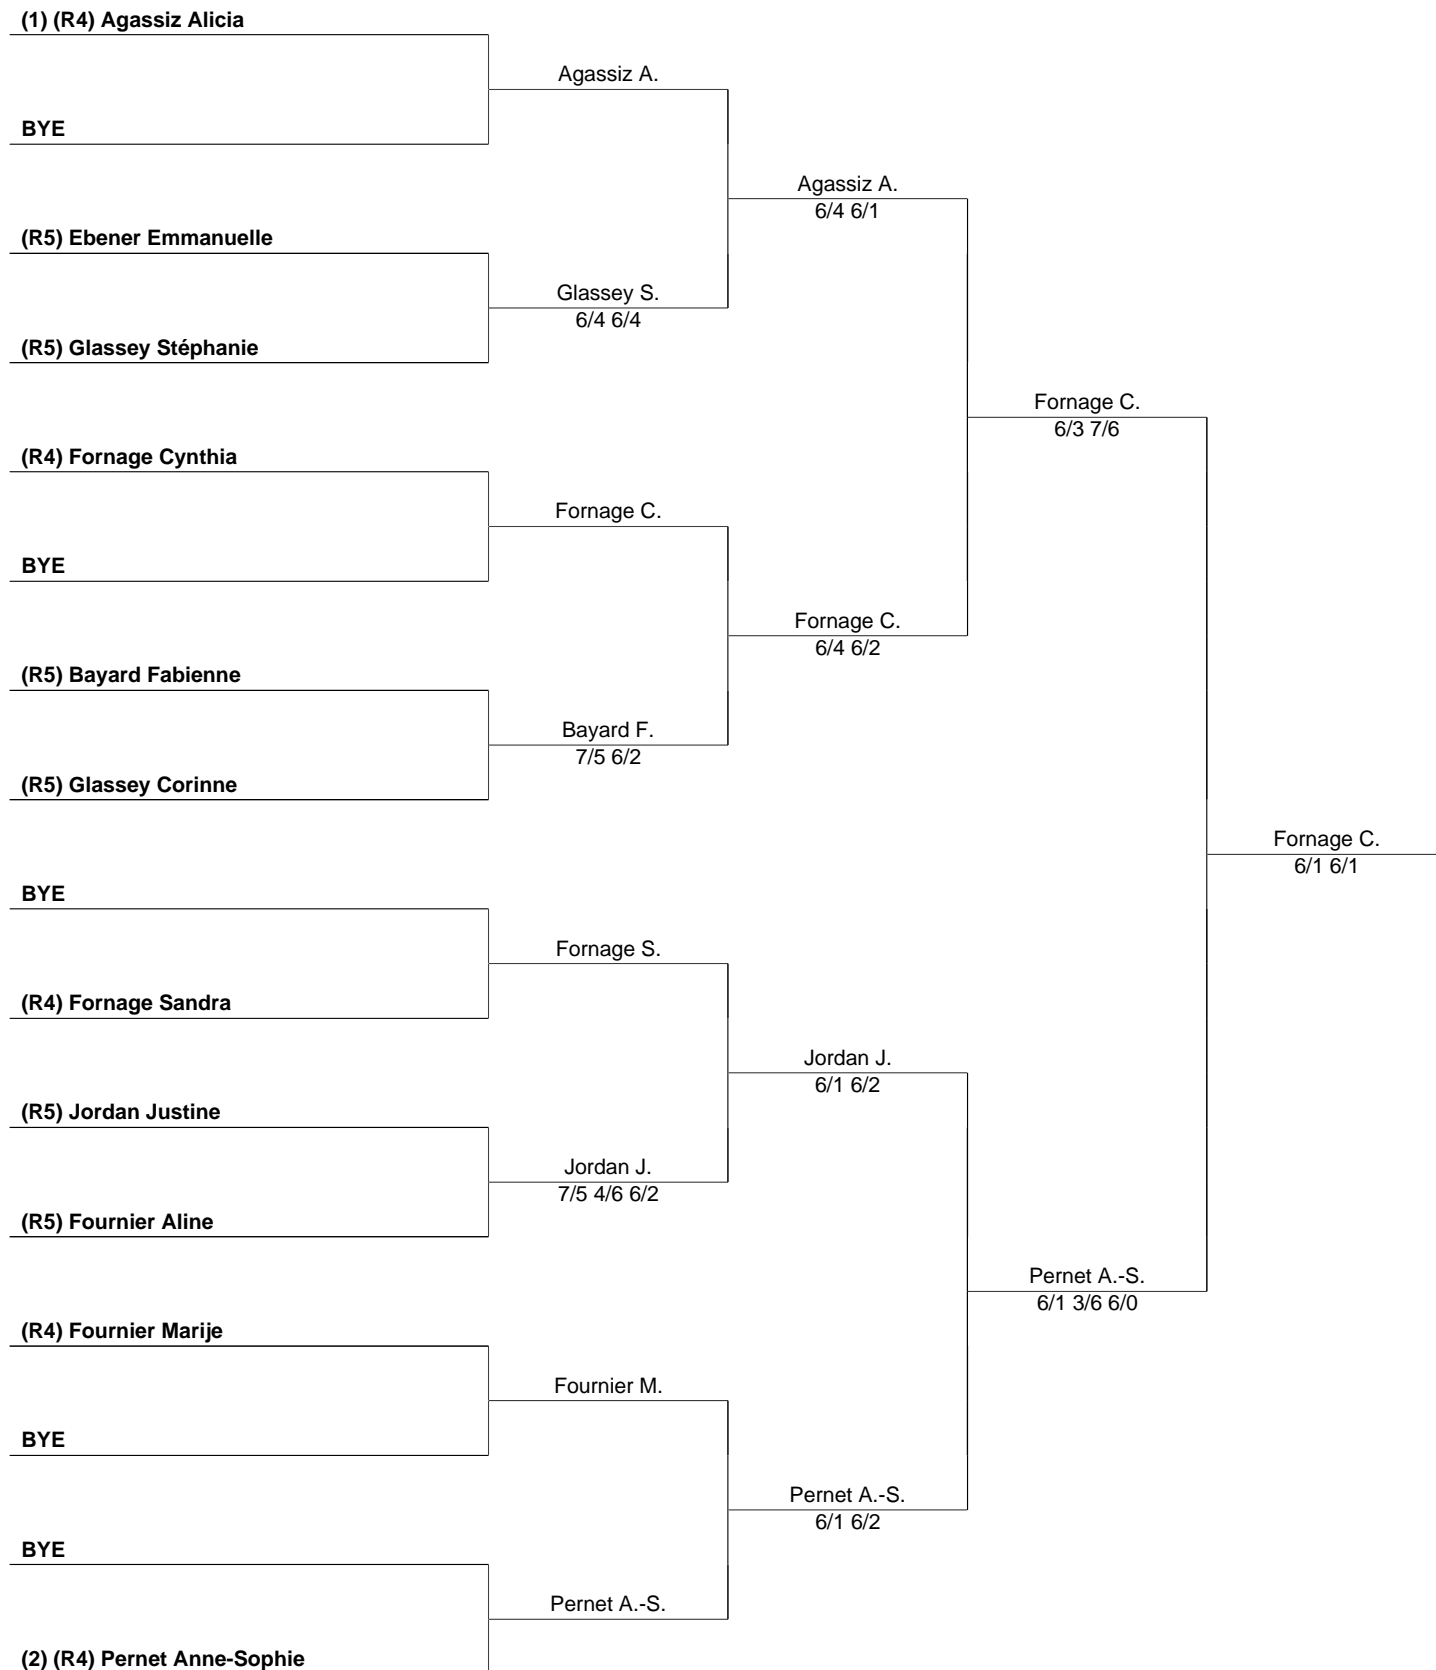 (1) (R4) Agassiz Alicia
Agassiz A.
BYE
Agassiz A.
6/4 6/1
(R5) Ebener Emmanuelle
Glassey S.
6/4 6/4
(R5) Glassey Stéphanie
Fornage C.
6/3 7/6
(R4) Fornage Cynthia
Fornage C.
BYE
Fornage C.
6/4 6/2
(R5) Bayard Fabienne
Bayard F.
7/5 6/2
(R5) Glassey Corinne
Fornage C.
6/1 6/1
BYE
Fornage S.
(R4) Fornage Sandra
Jordan J.
6/1 6/2
(R5) Jordan Justine
Jordan J.
7/5 4/6 6/2
(R5) Fournier Aline
Pernet A.-S.
6/1 3/6 6/0
(R4) Fournier Marije
Fournier M.
BYE
Pernet A.-S.
6/1 6/2
BYE
Pernet A.-S.
(2) (R4) Pernet Anne-Sophie